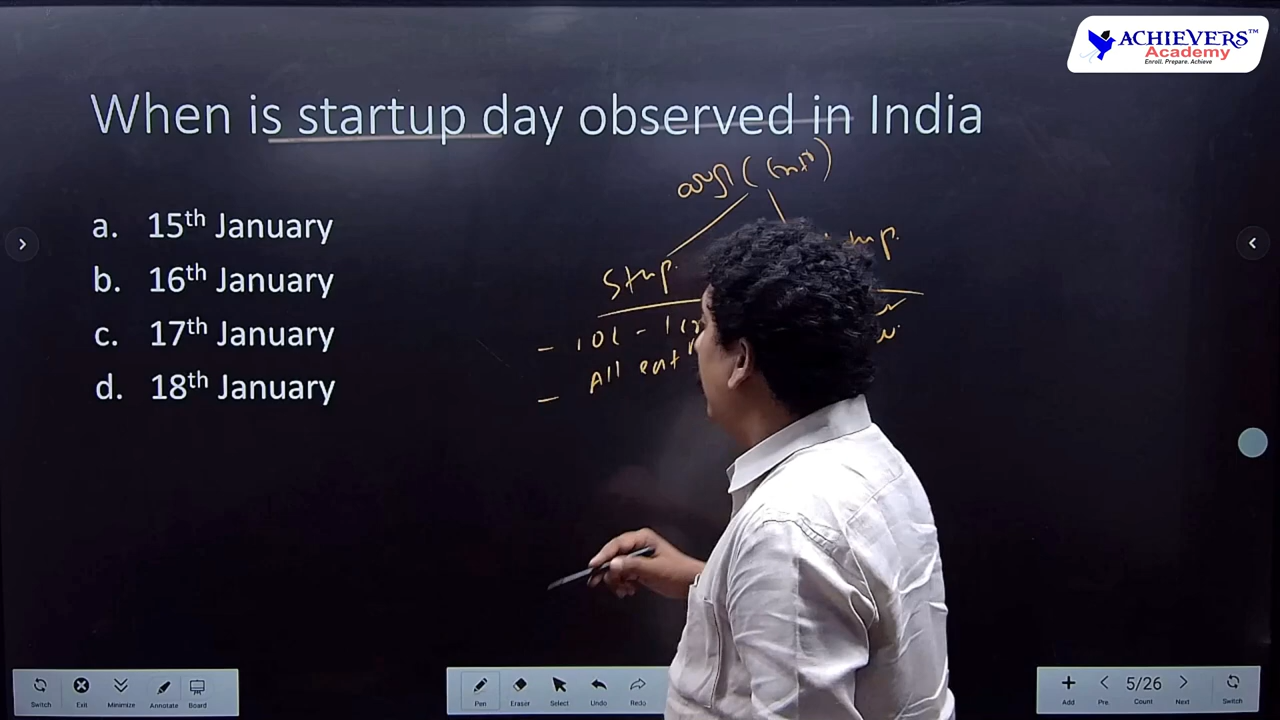 ACHIEVERS™
Academy
Enroll. Prepare. Achieve
When is startup day observed in India
a. 15th January
b. 16th January
c. 17th January
d. 18th January
All
Switch
Exit
Minimize
Annotate
Board
Pen
Eraser
Select
Undo
Redo
Add
Pre.
5/26
Count
Next
Switch